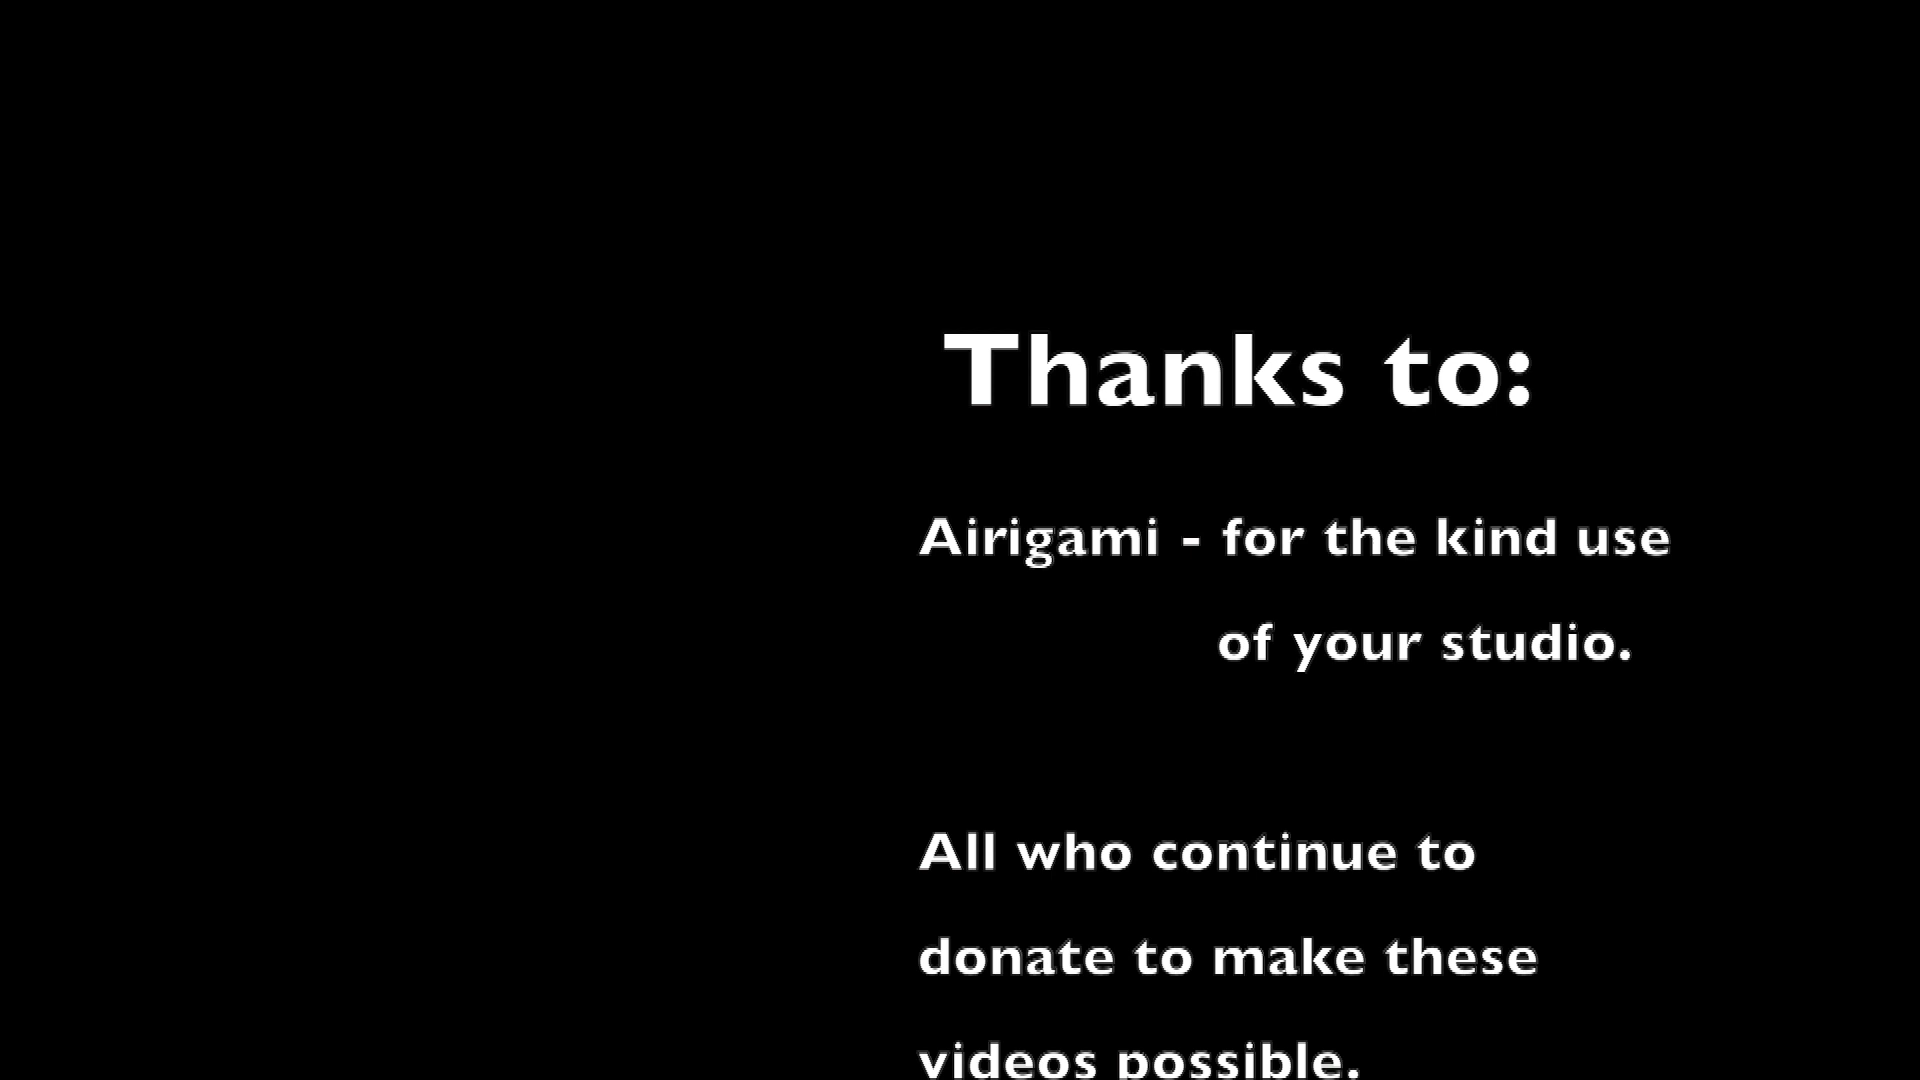 Thanks to:
Airigami - for the kind use
of your studio.
All who continue to
donate to make these
videos possible.